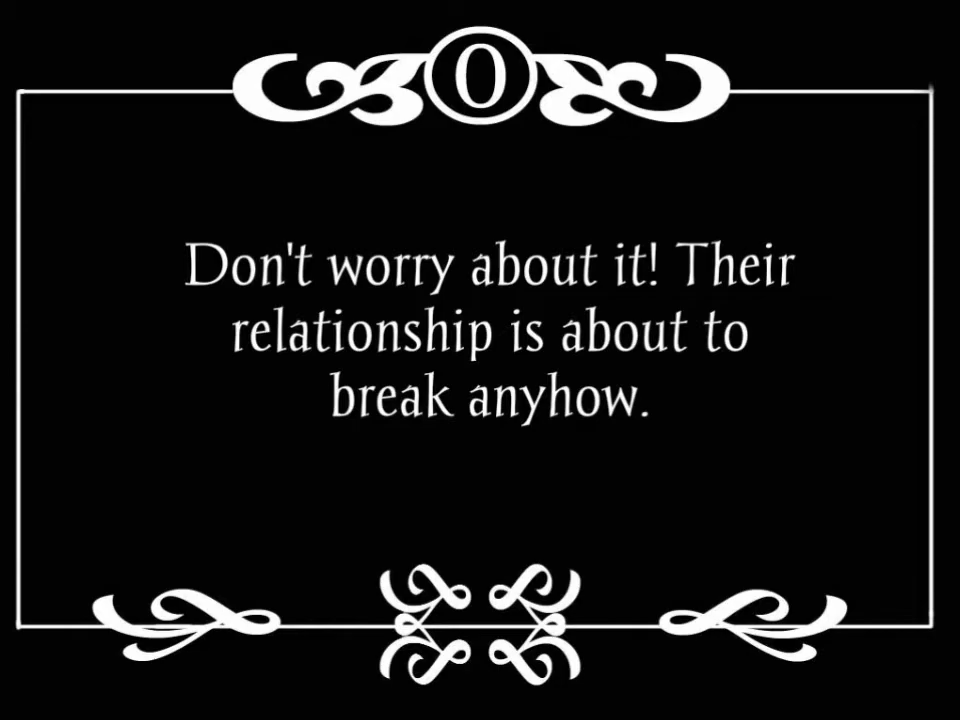 O
Don't worry about it! Their
relationship is about to
break anyhow.